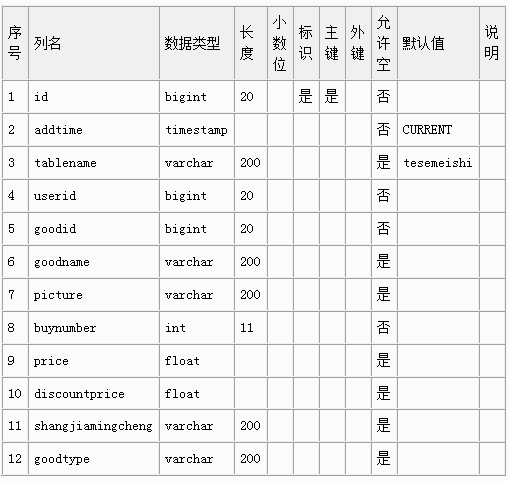 序号 列名 数据类型 长度 小数位 标识 主键 外键 允许空 默认值 说明
1 id bigint 20 是 是 否
2 addtime timestamp 否 CURRENT
3 tablename varchar 200 是 tesemeishi
4 userid bigint 20 否
5 goodid bigint 20 否
6 goodname varchar 200 是
7 picture varchar 200 是
8 buynumber int 11 否
9 price float 是
10 discountprice float 是
11 shangjiamingcheng varchar 200 是
12 goodtype varchar 200 是